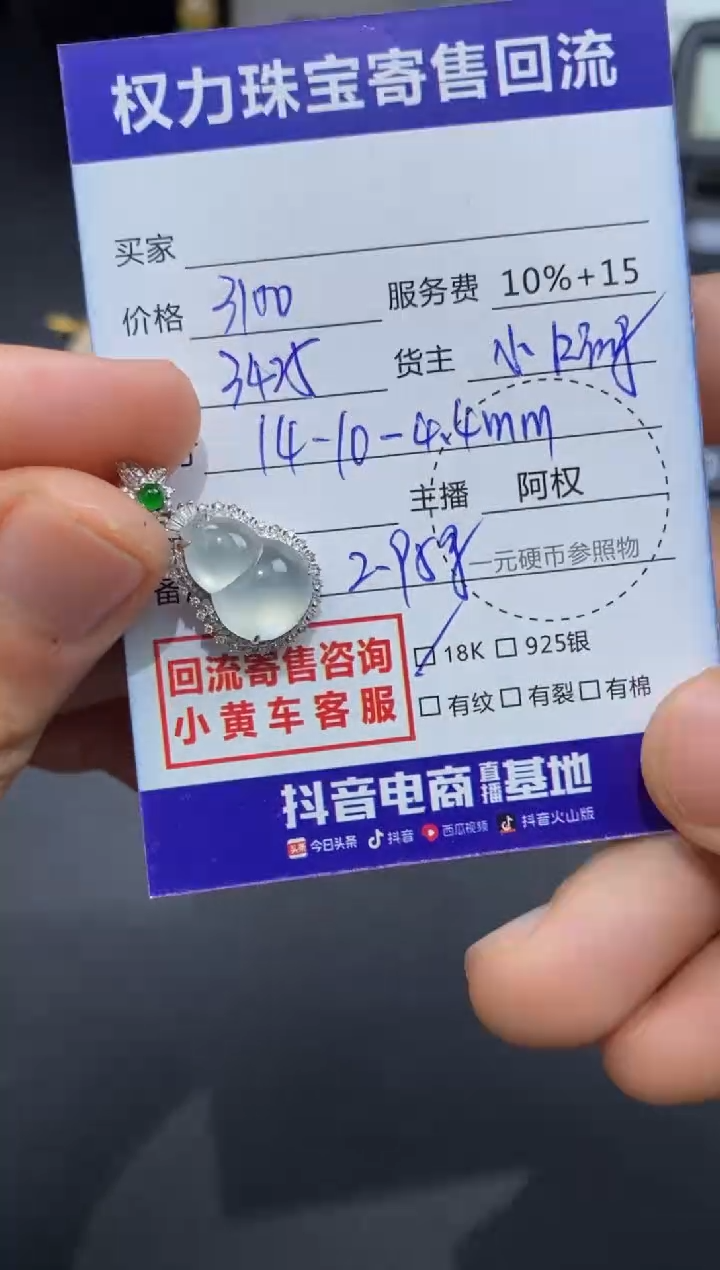 权力珠宝寄售回流
买家
价格 3100 服务费 10%+15
3425 货主
14-10-4.4mm
主播 阿权
2.98g 一元硬币参照物
备
回流寄售咨询
小黄车客服
18K 925银
有纹 有裂 有棉
抖音电商直播基地
头条 今日头条 抖音 西瓜视频 抖音火山版